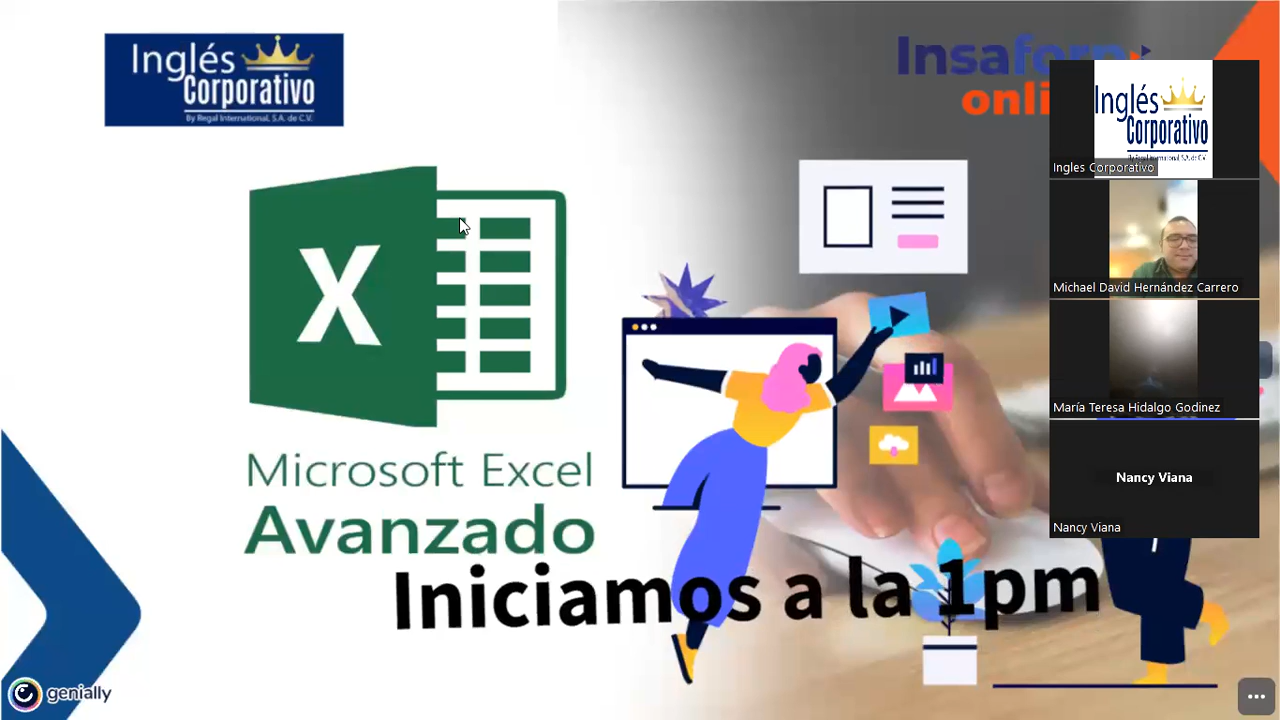 Inglés
Corporativo
By Regal International, S.A. de C.V.
Insaforp
Inglés
Corporativo
Ingles Corporativo
X
Michael David Hernández Carrero
María Teresa Hidalgo Godinez
Microsoft Excel
Avanzado
Nancy Viana
Nancy Viana
Iniciamos a la 1pm
genially